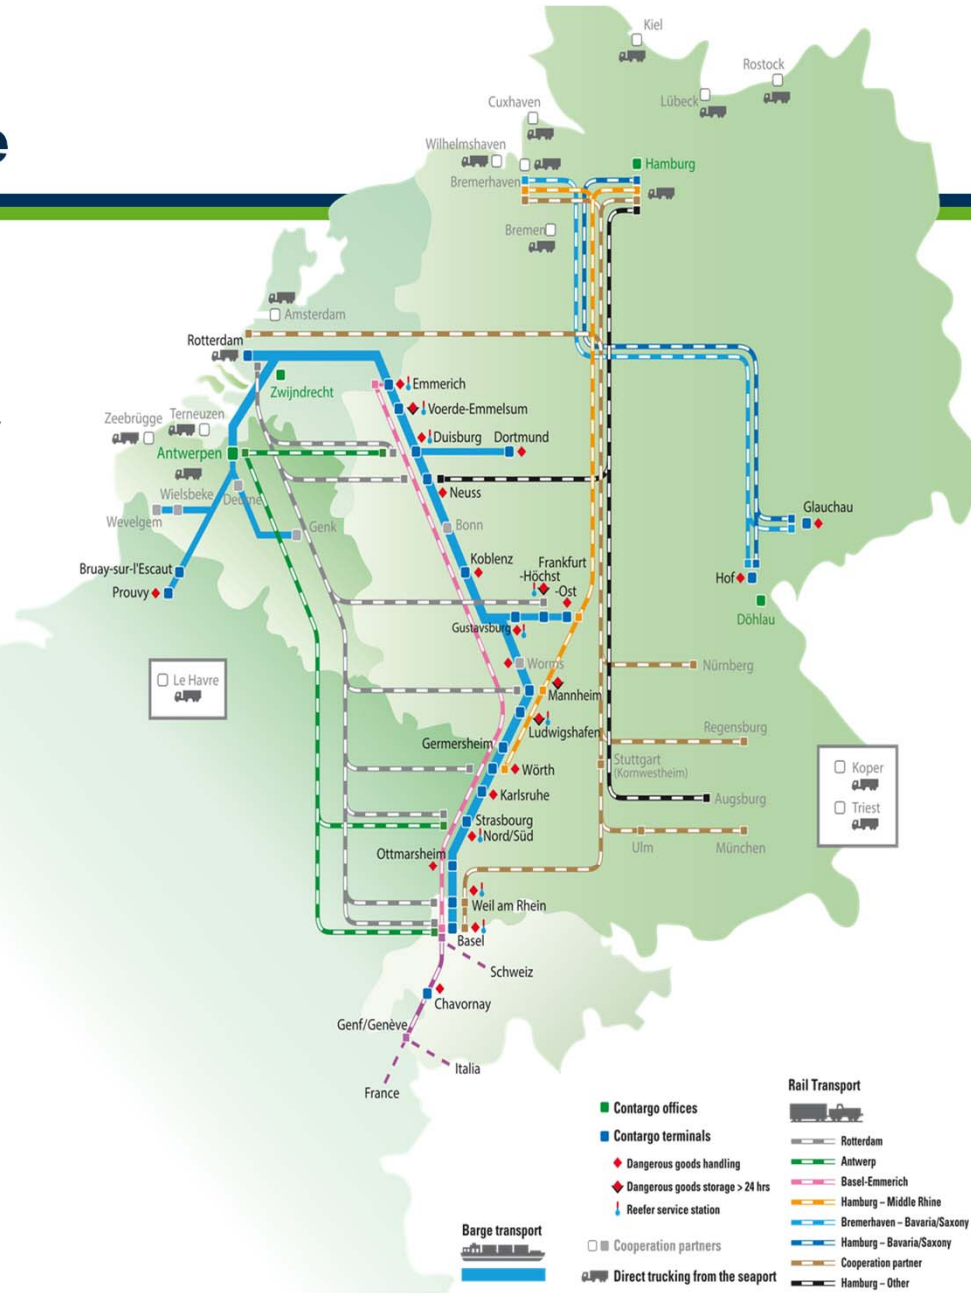 e
Kiel
Rostock
Lübeck
Cuxhaven
Wilhelmshaven
Bremerhaven
Hamburg
Bremen
Amsterdam
Rotterdam
Zwijndrecht
Emmerich
Voerde-Emmelsum
Zeebrügge
Terneuzen
Duisburg
Dortmund
Antwerpen
Neuss
Wielsbeke
Deurne
Wevelgem
Genk
Bonn
Glauchau
Bruay-sur-l'Escaut
Prouvy
Koblenz
Frankfurt
-Höchst
-Ost
Hof
Gustavsburg
Döhlau
Worms
Nürnberg
Le Havre
Mannheim
Ludwigshafen
Regensburg
Germersheim
Stuttgart
(Kornwestheim)
Wörth
Koper
Karlsruhe
Augsburg
Triest
Strasbourg
Nord/Süd
Ulm
München
Ottmarsheim
Weil am Rhein
Basel
Schweiz
Chavornay
Genf/Genève
Italia
France
Contargo offices
Contargo terminals
Dangerous goods handling
Dangerous goods storage > 24 hrs
Reefer service station
Cooperation partners
Direct trucking from the seaport
Barge transport
Rail Transport
Rotterdam
Antwerp
Basel-Emmerich
Hamburg – Middle Rhine
Bremerhaven – Bavaria/Saxony
Hamburg – Bavaria/Saxony
Cooperation partner
Hamburg – Other